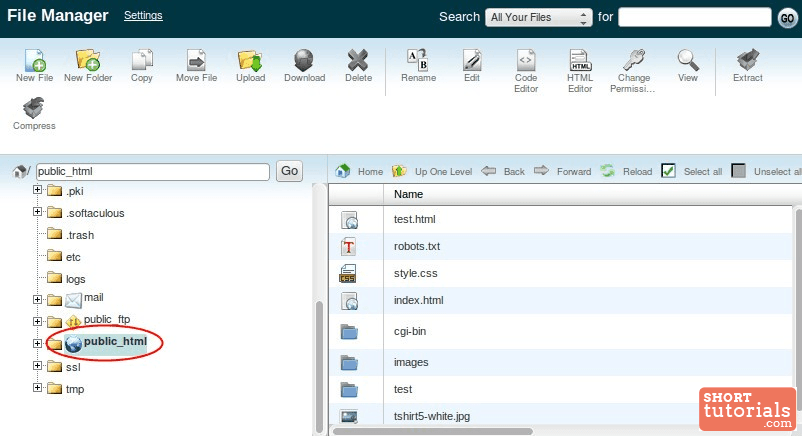 File Manager Settings Search All Your Files for GO
New File New Folder Copy Move File Upload Download Delete Rename Edit Code Editor HTML Editor Change Permissi... View Extract
Compress
/ public_html Go
Home Up One Level Back Forward Reload Select all Unselect all
Name
.pki
.softaculous
.trash
etc
logs
mail
public_ftp
public_html
ssl
tmp
test.html
robots.txt
style.css
index.html
cgi-bin
images
test
tshirt5-white.jpg
SHORT
tutorials
.com